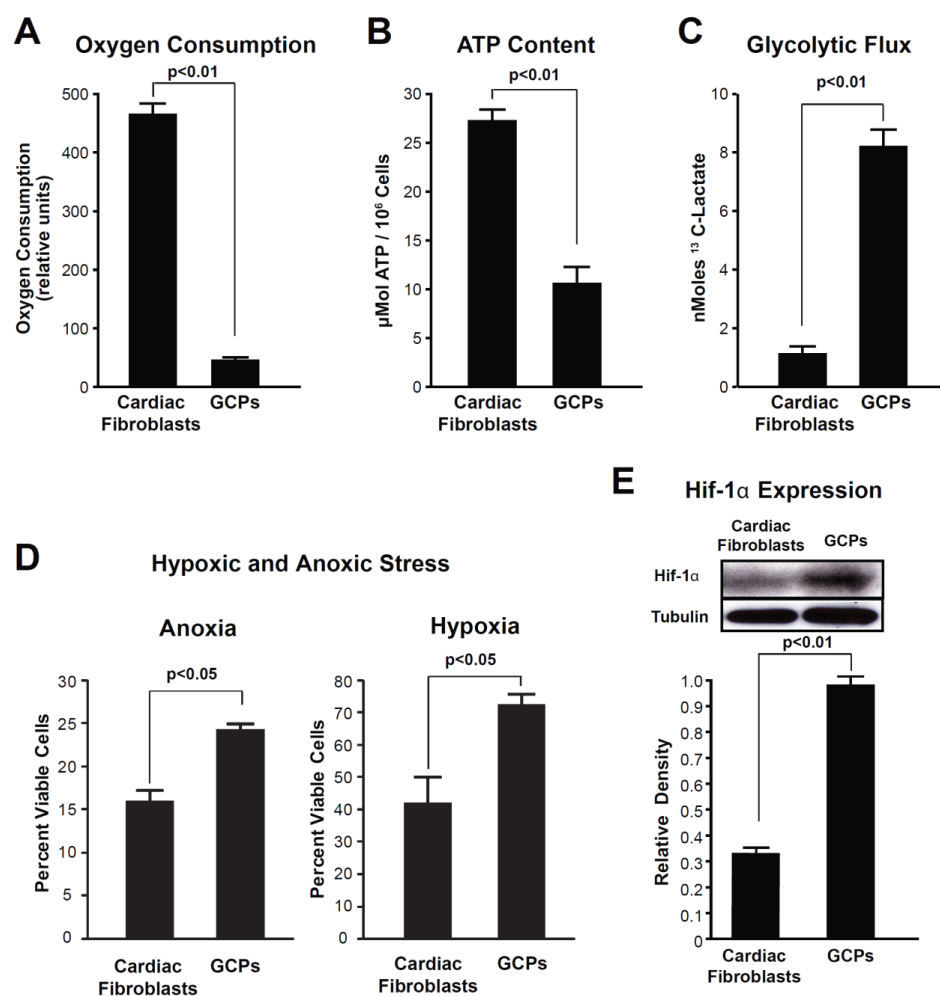 A
Oxygen Consumption
p<0.01
500
400
300
200
100
0
Oxygen Consumption
(relative units)
Cardiac
Fibroblasts
GCPs
B
ATP Content
p<0.01
30
25
20
15
10
5
0
µMol ATP / 10⁶ Cells
Cardiac
Fibroblasts
GCPs
C
Glycolytic Flux
p<0.01
10
8
6
4
2
0
nMoles ¹³ C-Lactate
Cardiac
Fibroblasts
GCPs
D
Hypoxic and Anoxic Stress
Anoxia
p<0.05
30
25
20
15
10
5
0
Percent Viable Cells
Cardiac
Fibroblasts
GCPs
Hypoxia
p<0.05
80
70
60
50
40
30
20
10
0
Percent Viable Cells
Cardiac
Fibroblasts
GCPs
E
Hif-1α Expression
Cardiac
Fibroblasts
GCPs
Hif-1α
Tubulin
p<0.01
1.0
0.9
0.8
0.7
0.6
0.5
0.4
0.3
0.2
0.1
0
Relative Density
Cardiac
Fibroblasts
GCPs